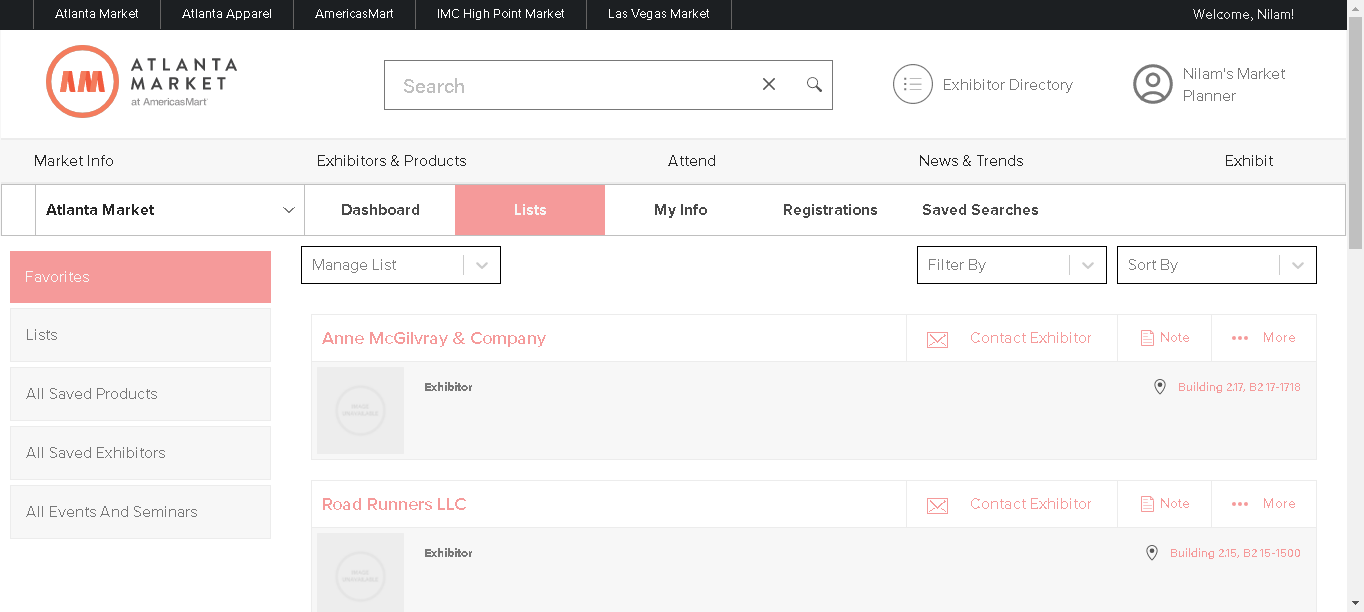 Atlanta Market
Atlanta Apparel
AmericasMart
IMC High Point Market
Las Vegas Market
Welcome, Nilam!
AM
ATLANTA
MARKET
at AmericasMart
Search
Exhibitor Directory
Nilam's Market
Planner
Market Info
Exhibitors & Products
Attend
News & Trends
Exhibit
Atlanta Market
Dashboard
Lists
My Info
Registrations
Saved Searches
Favorites
Lists
All Saved Products
All Saved Exhibitors
All Events And Seminars
Manage List
Filter By
Sort By
Anne McGilvray & Company
Contact Exhibitor
Note
More
IMAGE
UNAVAILABLE
Exhibitor
Building 2.17, B2 17-1718
Road Runners LLC
Contact Exhibitor
Note
More
IMAGE
UNAVAILABLE
Exhibitor
Building 2.15, B2 15-1500